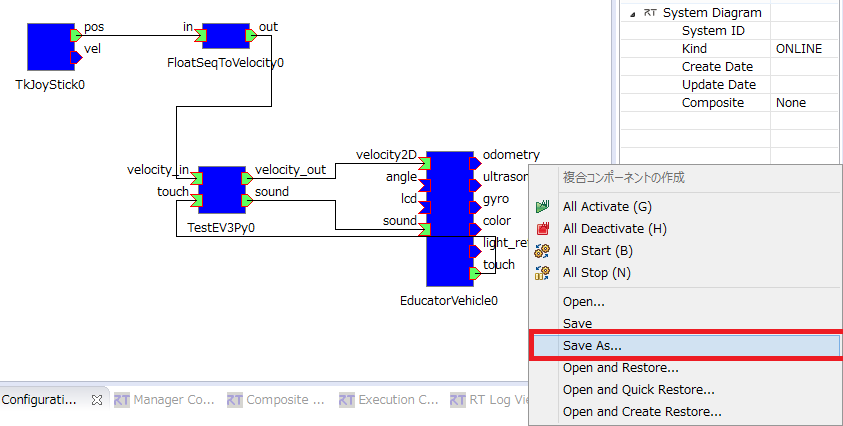 pos
vel
TkJoyStick0
in
out
FloatSeqToVelocity0
velocity_in
touch
velocity_out
sound
TestEV3Py0
velocity2D
angle
lcd
sound
odometry
ultrason
gyro
color
light_re
touch
EducatorVehicle0
RT System Diagram
System ID
Kind ONLINE
Create Date
Update Date
Composite None
複合コンポーネントの作成
All Activate (G)
All Deactivate (H)
All Start (B)
All Stop (N)
Open...
Save
Save As...
Open and Restore...
Open and Quick Restore...
Open and Create Restore...
Configurati... RT Manager Co... RT Composite ... RT Execution C... RT RT Log Vie